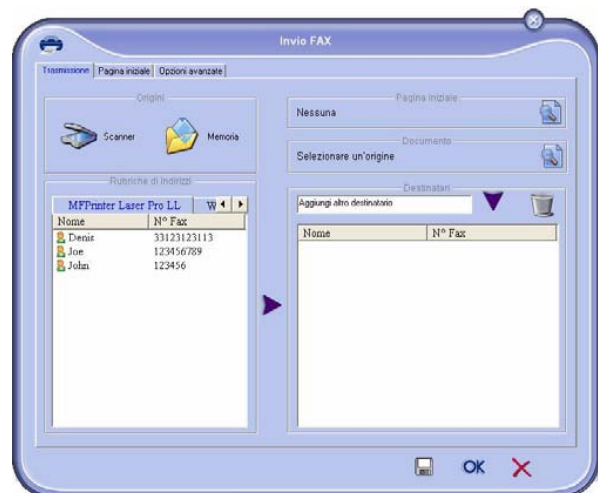 Invio FAX
Trasmissione Pagina iniziale Opzioni avanzate
Origini
Scanner Memoria
Rubriche di indirizzi
MFPrinter Laser Pro LL W
Nome N° Fax
Denis 33123123113
Joe 123456789
John 123456
Pagina iniziale
Nessuna
Documento
Selezionare un'origine
Destinatari
Aggiungi altro destinatario
Nome N° Fax
OK